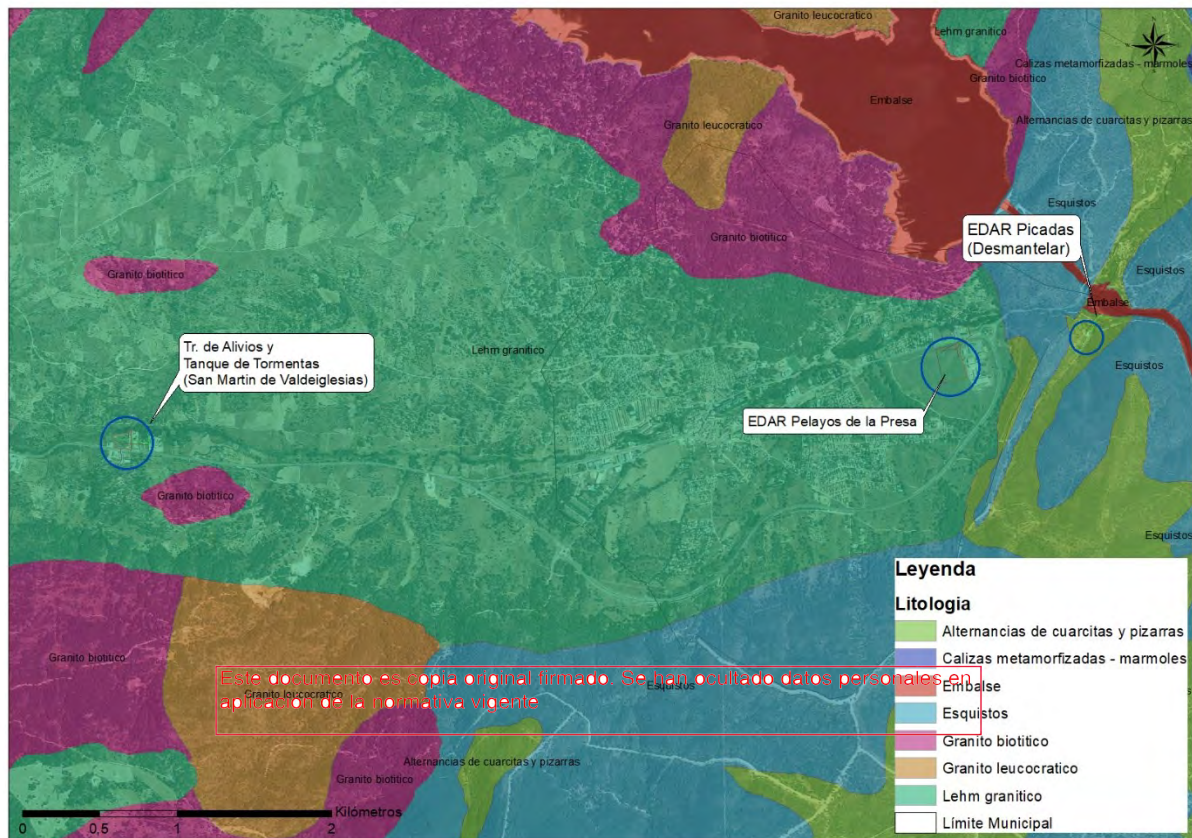 Granito leucocratico
Lehm granitico
Calizas metamorfizadas - marmoles
Granito biotitico
Embalse
Granito leucocratico
Alternancias de cuarcitas y pizarras
Esquistos
EDAR Picadas
(Desmantelar)
Granito biotitico
Esquistos
Granito biotitico
Embalse
Tr. de Alivios y
Tanque de Tormentas
(San Martin de Valdeiglesias)
Lehm granitico
Esquistos
EDAR Pelayos de la Presa
Granito biotitico
Esquistos
Granito biotitico
Esquistos
Granito leucocratico
Este documento es copia original firmado. Se han ocultado datos personales en
aplicación de la normativa vigente
Alternancias de cuarcitas y pizarras
Granito biotitico
Kilómetros
0 0,5 1 2
Leyenda
Litologia
Alternancias de cuarcitas y pizarras
Calizas metamorfizadas - marmoles
Embalse
Esquistos
Granito biotitico
Granito leucocratico
Lehm granitico
Límite Municipal